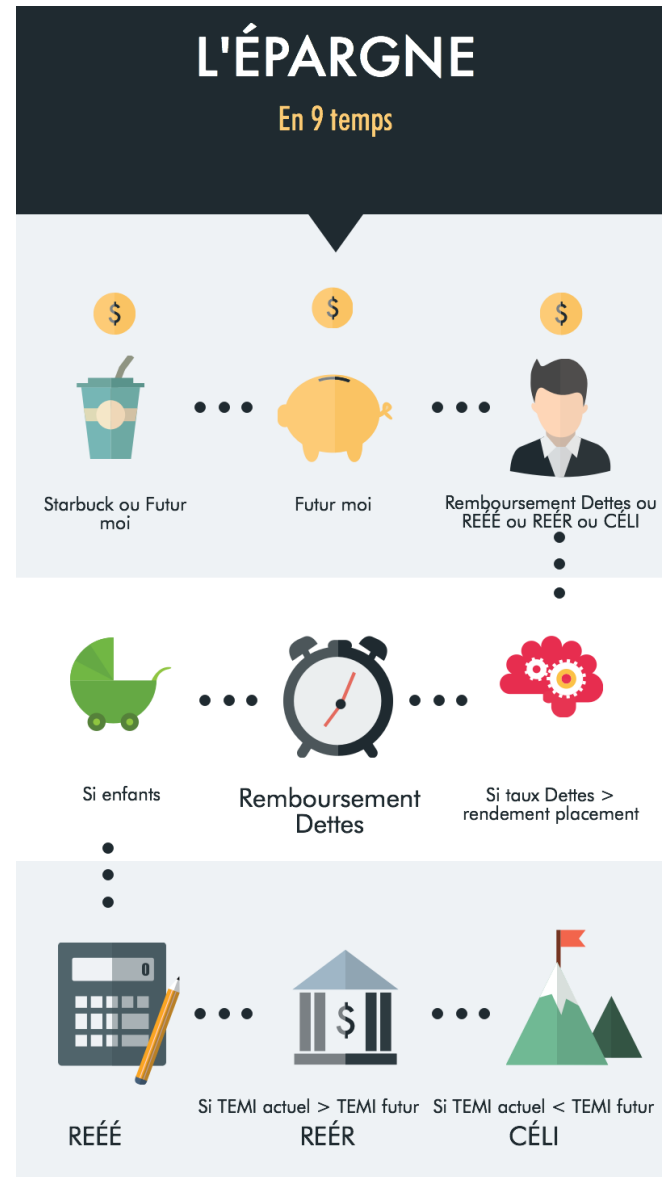 L'ÉPARGNE
En 9 temps
$
$
$
Starbuck ou Futur
moi
Futur moi
Remboursement Dettes ou
REÉÉ ou REÉR ou CÉLI
Si enfants
Remboursement
Dettes
Si taux Dettes >
rendement placement
0
$
REÉÉ
Si TEMI actuel > TEMI futur
REÉR
Si TEMI actuel < TEMI futur
CÉLI